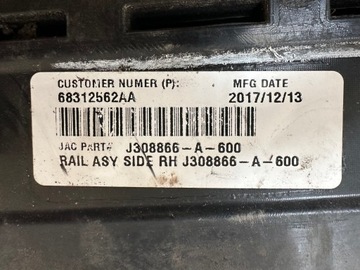 CUSTOMER NUMER (P):
MFG DATE
68312562AA
2017/12/13
JAC PART# J308866-A-600
RAIL ASY SIDE RH J308866-A-600